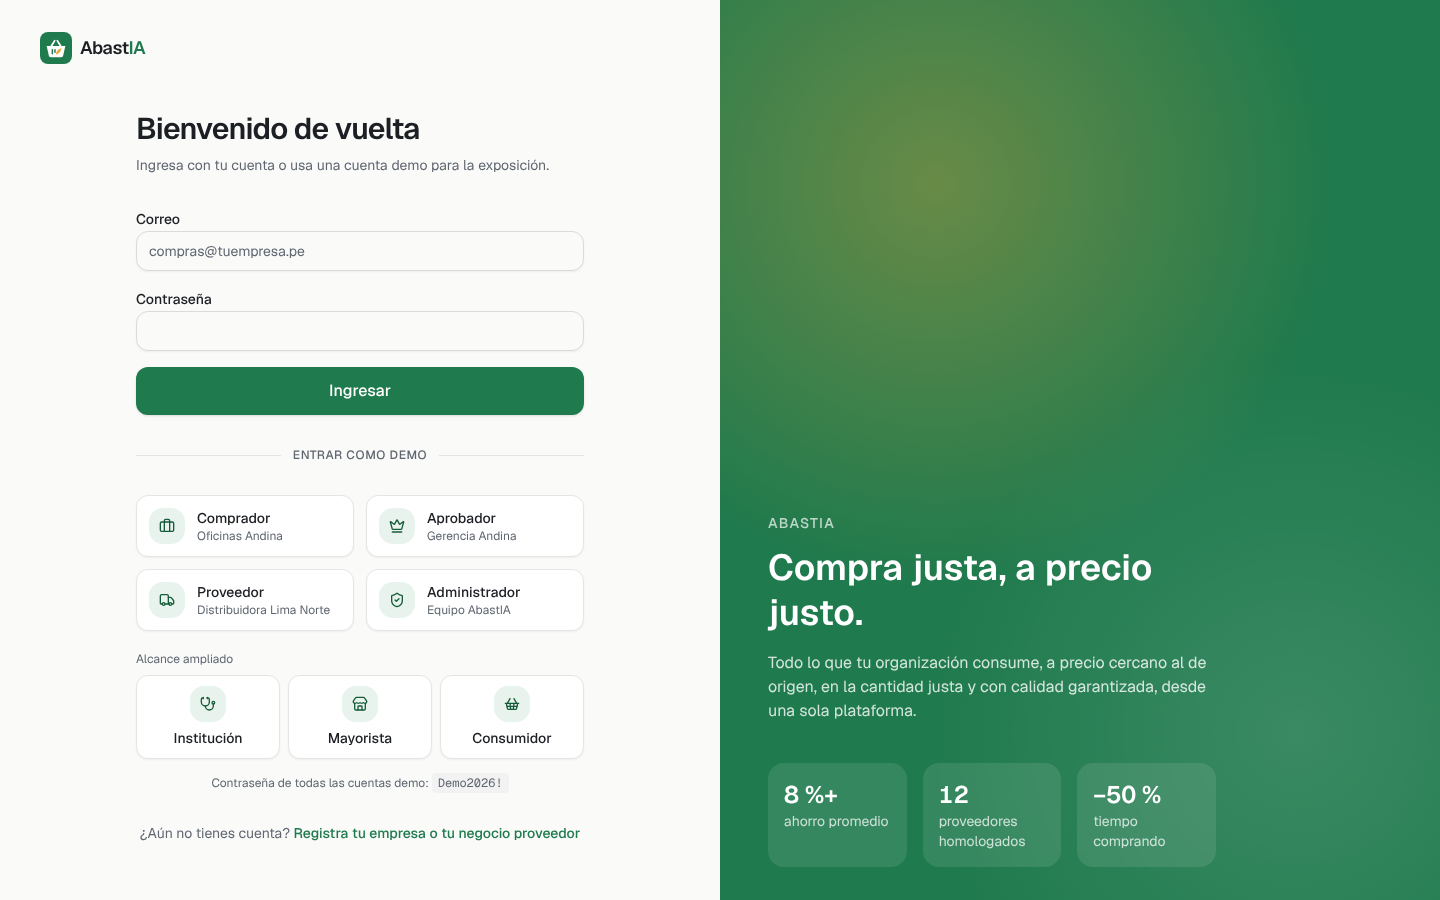 AbastIA
Bienvenido de vuelta
Ingresa con tu cuenta o usa una cuenta demo para la exposición.
Correo
compras@tuempresa.pe
Contraseña
Ingresar
ENTRAR COMO DEMO
Comprador
Oficinas Andina
Aprobador
Gerencia Andina
Proveedor
Distribuidora Lima Norte
Administrador
Equipo AbastIA
Alcance ampliado
Institución
Mayorista
Consumidor
Contraseña de todas las cuentas demo: Demo2026!
¿Aún no tienes cuenta? Registra tu empresa o tu negocio proveedor
ABASTIA
Compra justa, a precio
justo.
Todo lo que tu organización consume, a precio cercano al de
origen, en la cantidad justa y con calidad garantizada, desde
una sola plataforma.
8 %+
ahorro promedio
12
proveedores
homologados
−50 %
tiempo
comprando